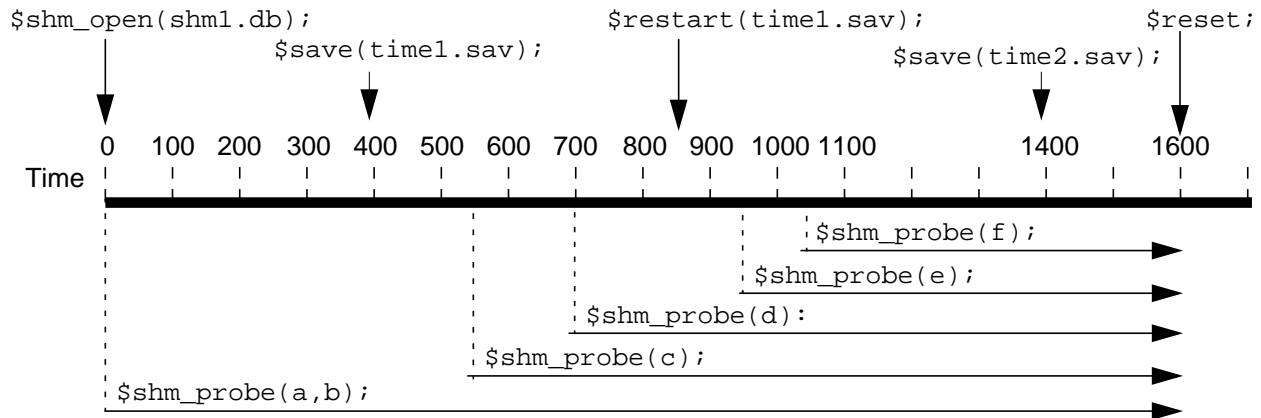 $shm_open(shm1.db);
$restart(time1.sav);
$reset;
$save(time1.sav);
$save(time2.sav);
0 100 200 300 400 500 600 700 800 900 1000 1100 1400 1600
Time
$shm_probe(f);
$shm_probe(e);
$shm_probe(d):
$shm_probe(c);
$shm_probe(a,b);